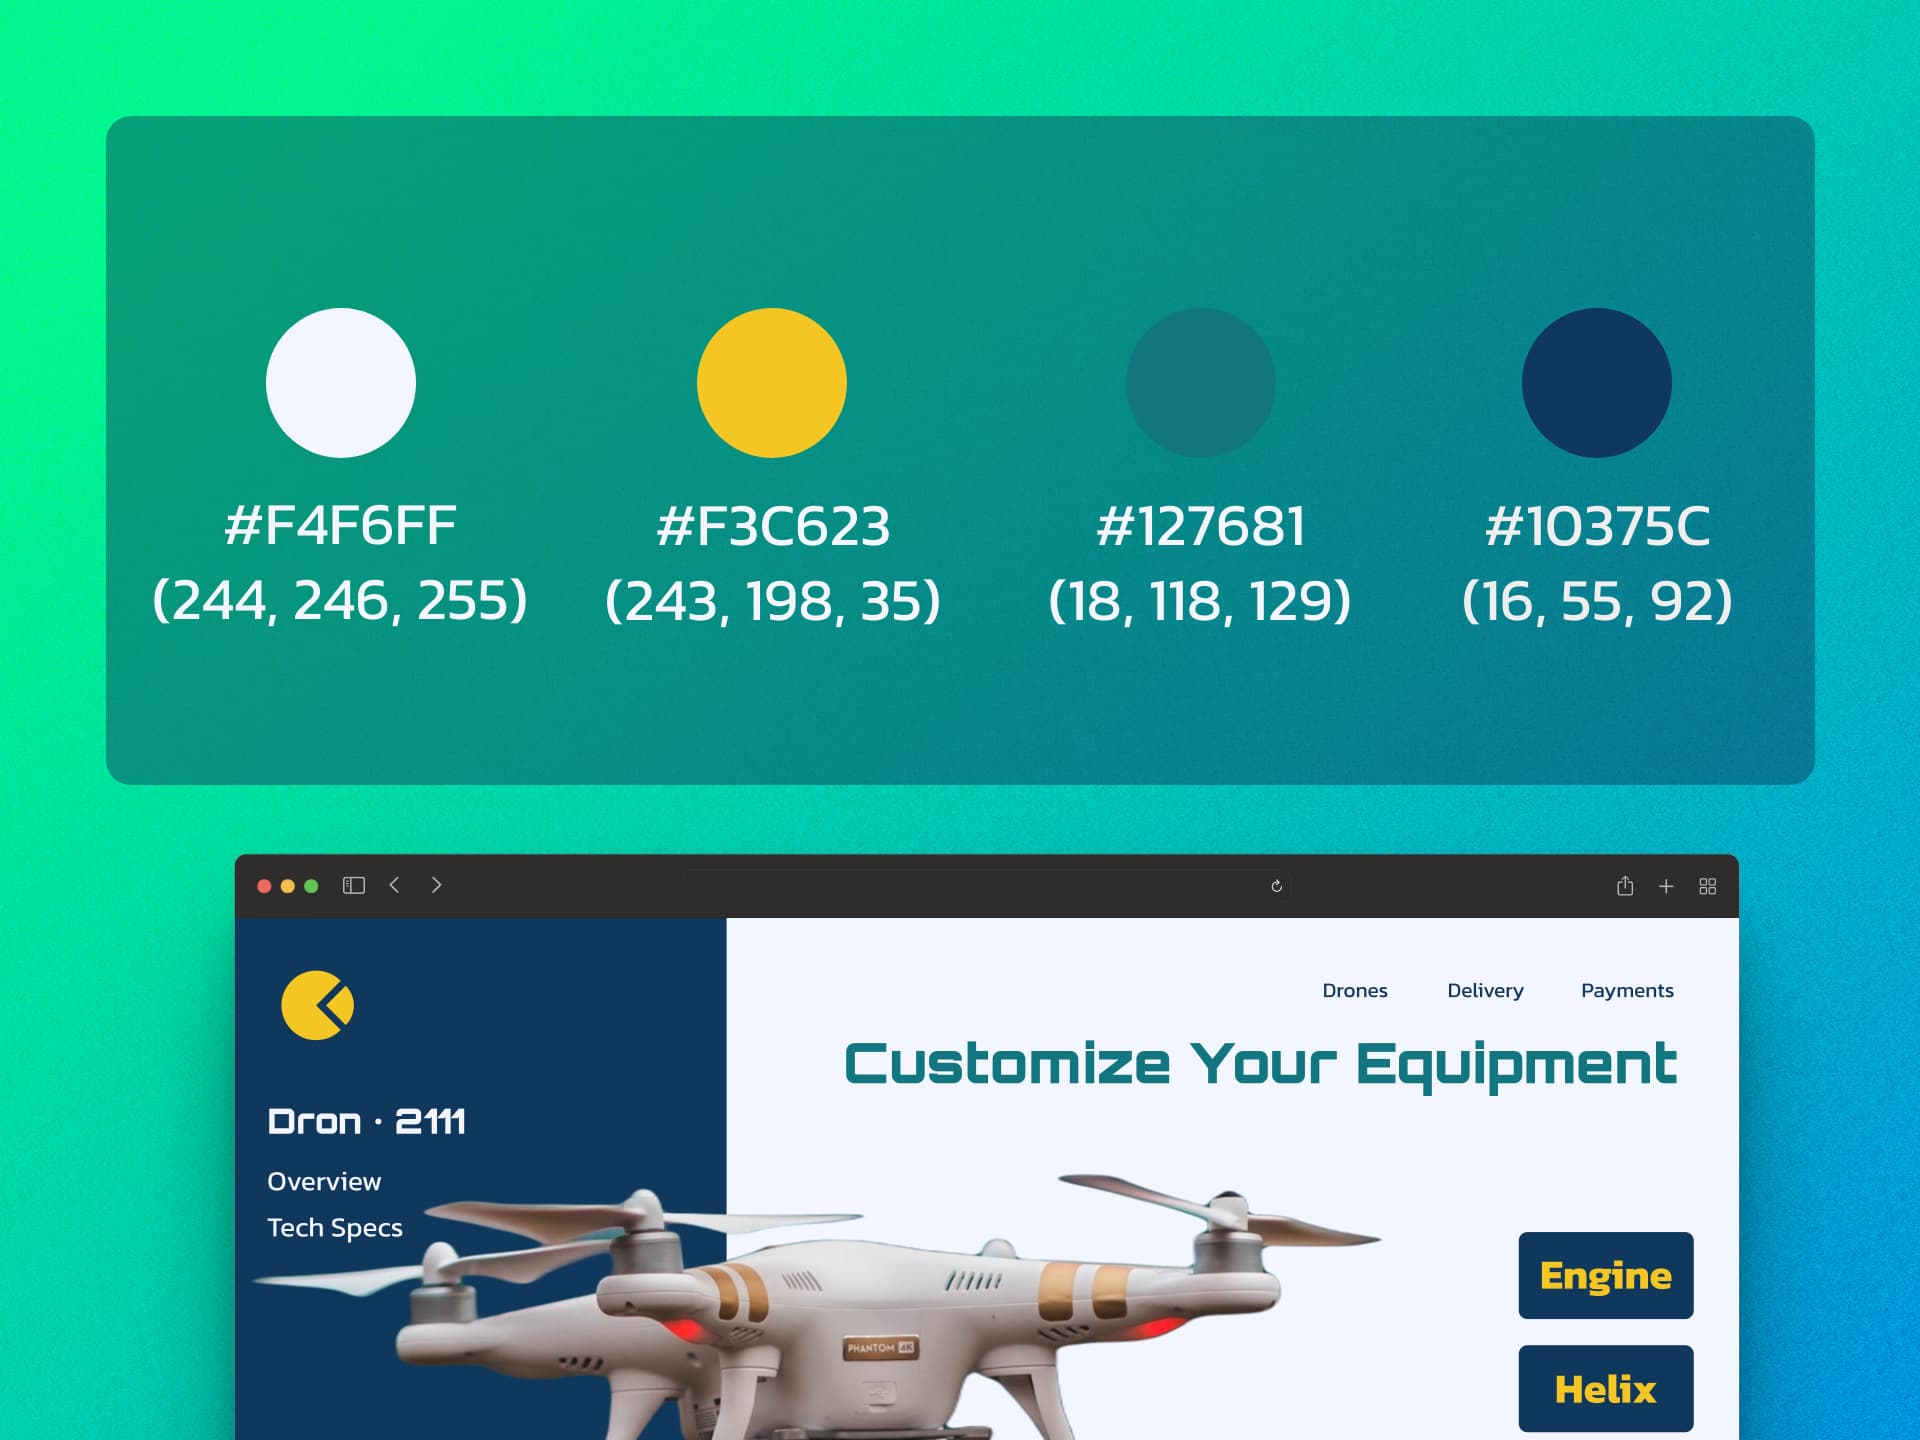 #F4F6FF
(244, 246, 255)
#F3C623
(243, 198, 35)
#127681
(18, 118, 129)
#10375C
(16, 55, 92)
Drones Delivery Payments
Customize Your Equipment
Dron · 2111
Overview
Tech Specs
Engine
PHANTOM 4K
Helix